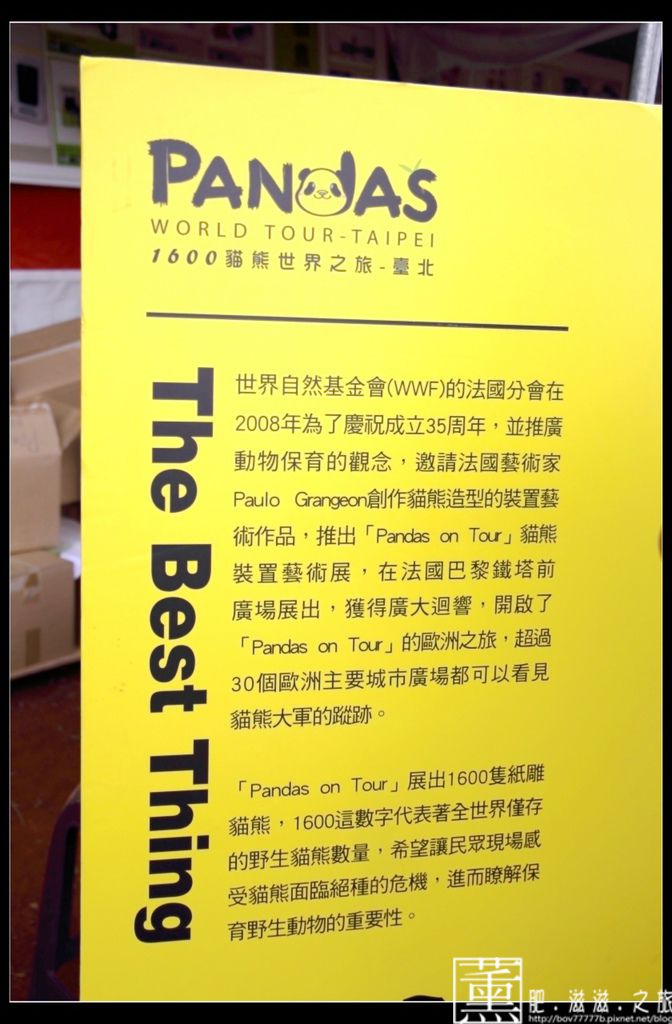 PANDAS
WORLD TOUR-TAIPEI
1600貓熊世界之旅-臺北
The Best Thing
世界自然基金會(WWF)的法國分會在
2008年為了慶祝成立35周年，並推廣
動物保育的觀念，邀請法國藝術家
Paulo Grangeon創作貓熊造型的裝置藝
術作品，推出「Pandas on Tour」貓熊
裝置藝術展，在法國巴黎鐵塔前
廣場展出，獲得廣大迴響，開啟了
「Pandas on Tour」的歐洲之旅，超過
30個歐洲主要城市廣場都可以看見
貓熊大軍的蹤跡。
「Pandas on Tour」展出1600隻紙雕
貓熊，1600這數字代表著全世界僅存
的野生貓熊數量，希望讓民眾現場感
受貓熊面臨絕種的危機，進而瞭解保
育野生動物的重要性。
薰 肥.滋滋.之旅
http://bov77777b.pixnet.net/blog